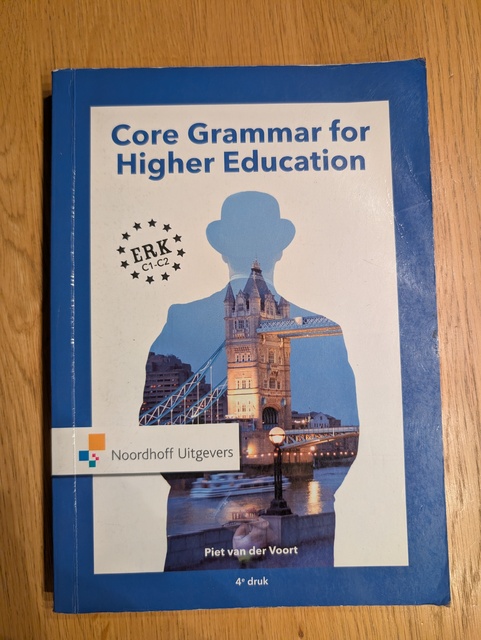 Core Grammar for
Higher Education
ERK
C1-C2
Noordhoff Uitgevers
Piet van der Voort
4e druk